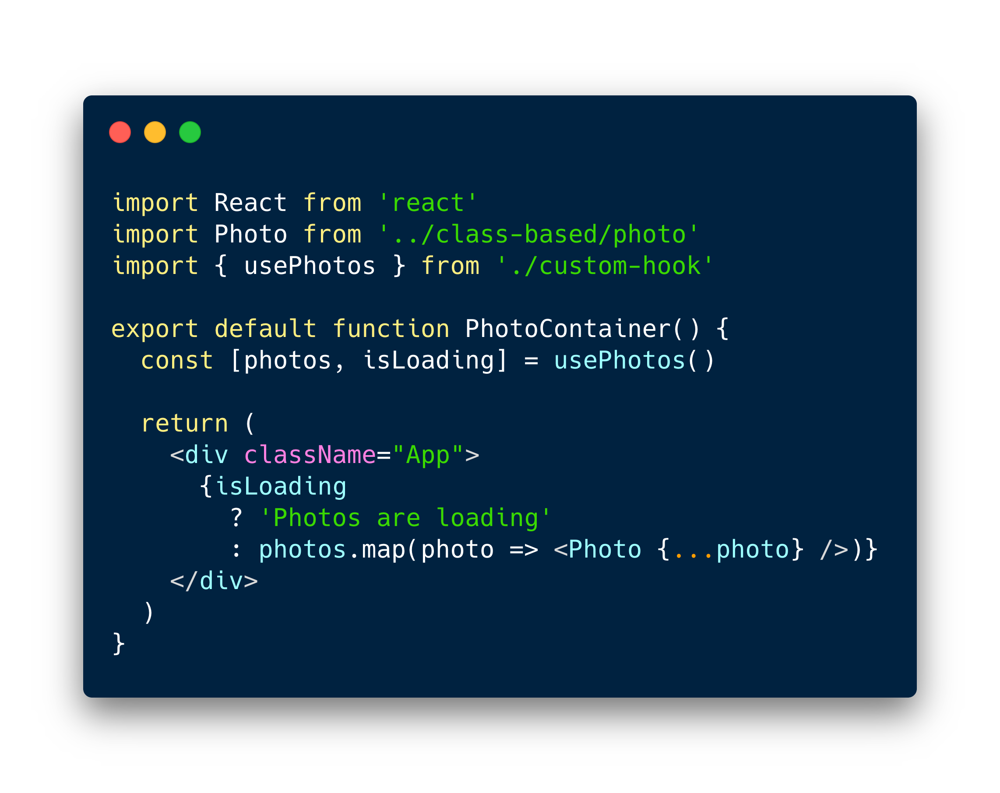 import React from 'react'
import Photo from '../class-based/photo'
import { usePhotos } from './custom-hook'

export default function PhotoContainer() {
  const [photos, isLoading] = usePhotos()

  return (
    <div className="App">
      {isLoading
        ? 'Photos are loading'
        : photos.map(photo => <Photo {...photo} />)}
    </div>
  )
}